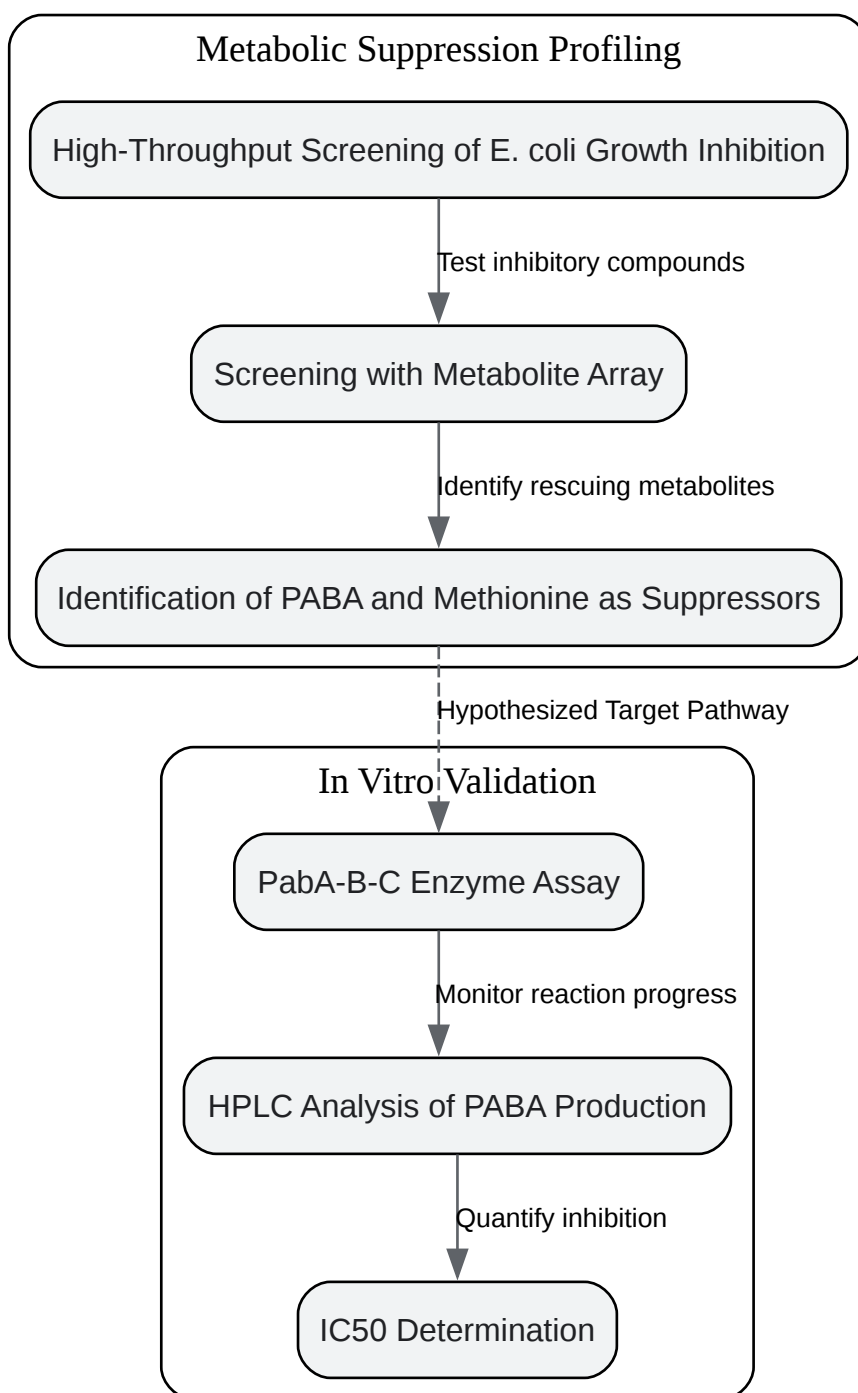 Metabolic Suppression Profiling
High-Throughput Screening of E. coli Growth Inhibition
Test inhibitory compounds
Screening with Metabolite Array
Identify rescuing metabolites
Identification of PABA and Methionine as Suppressors
Hypothesized Target Pathway
In Vitro Validation
PabA-B-C Enzyme Assay
Monitor reaction progress
HPLC Analysis of PABA Production
Quantify inhibition
IC50 Determination